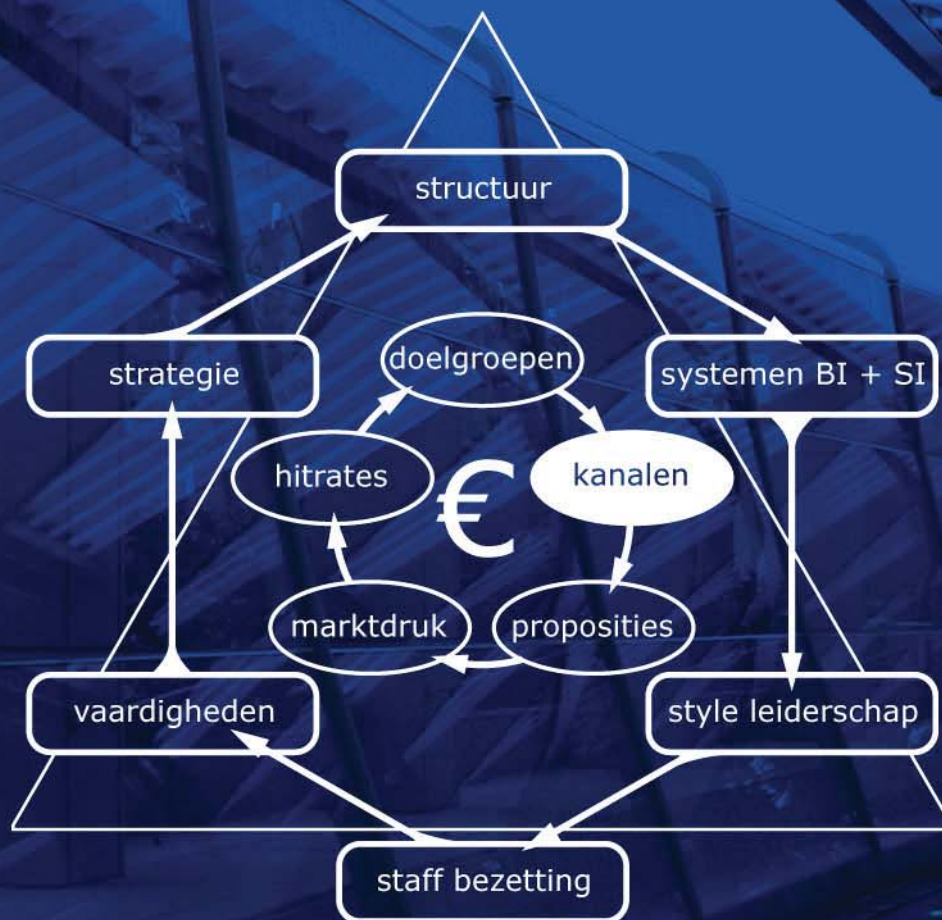 structuur
doelgroepen
strategie
systemen BI + SI
hitrates
kanalen
€
marktdruk
proposities
vaardigheden
style leiderschap
staff bezetting